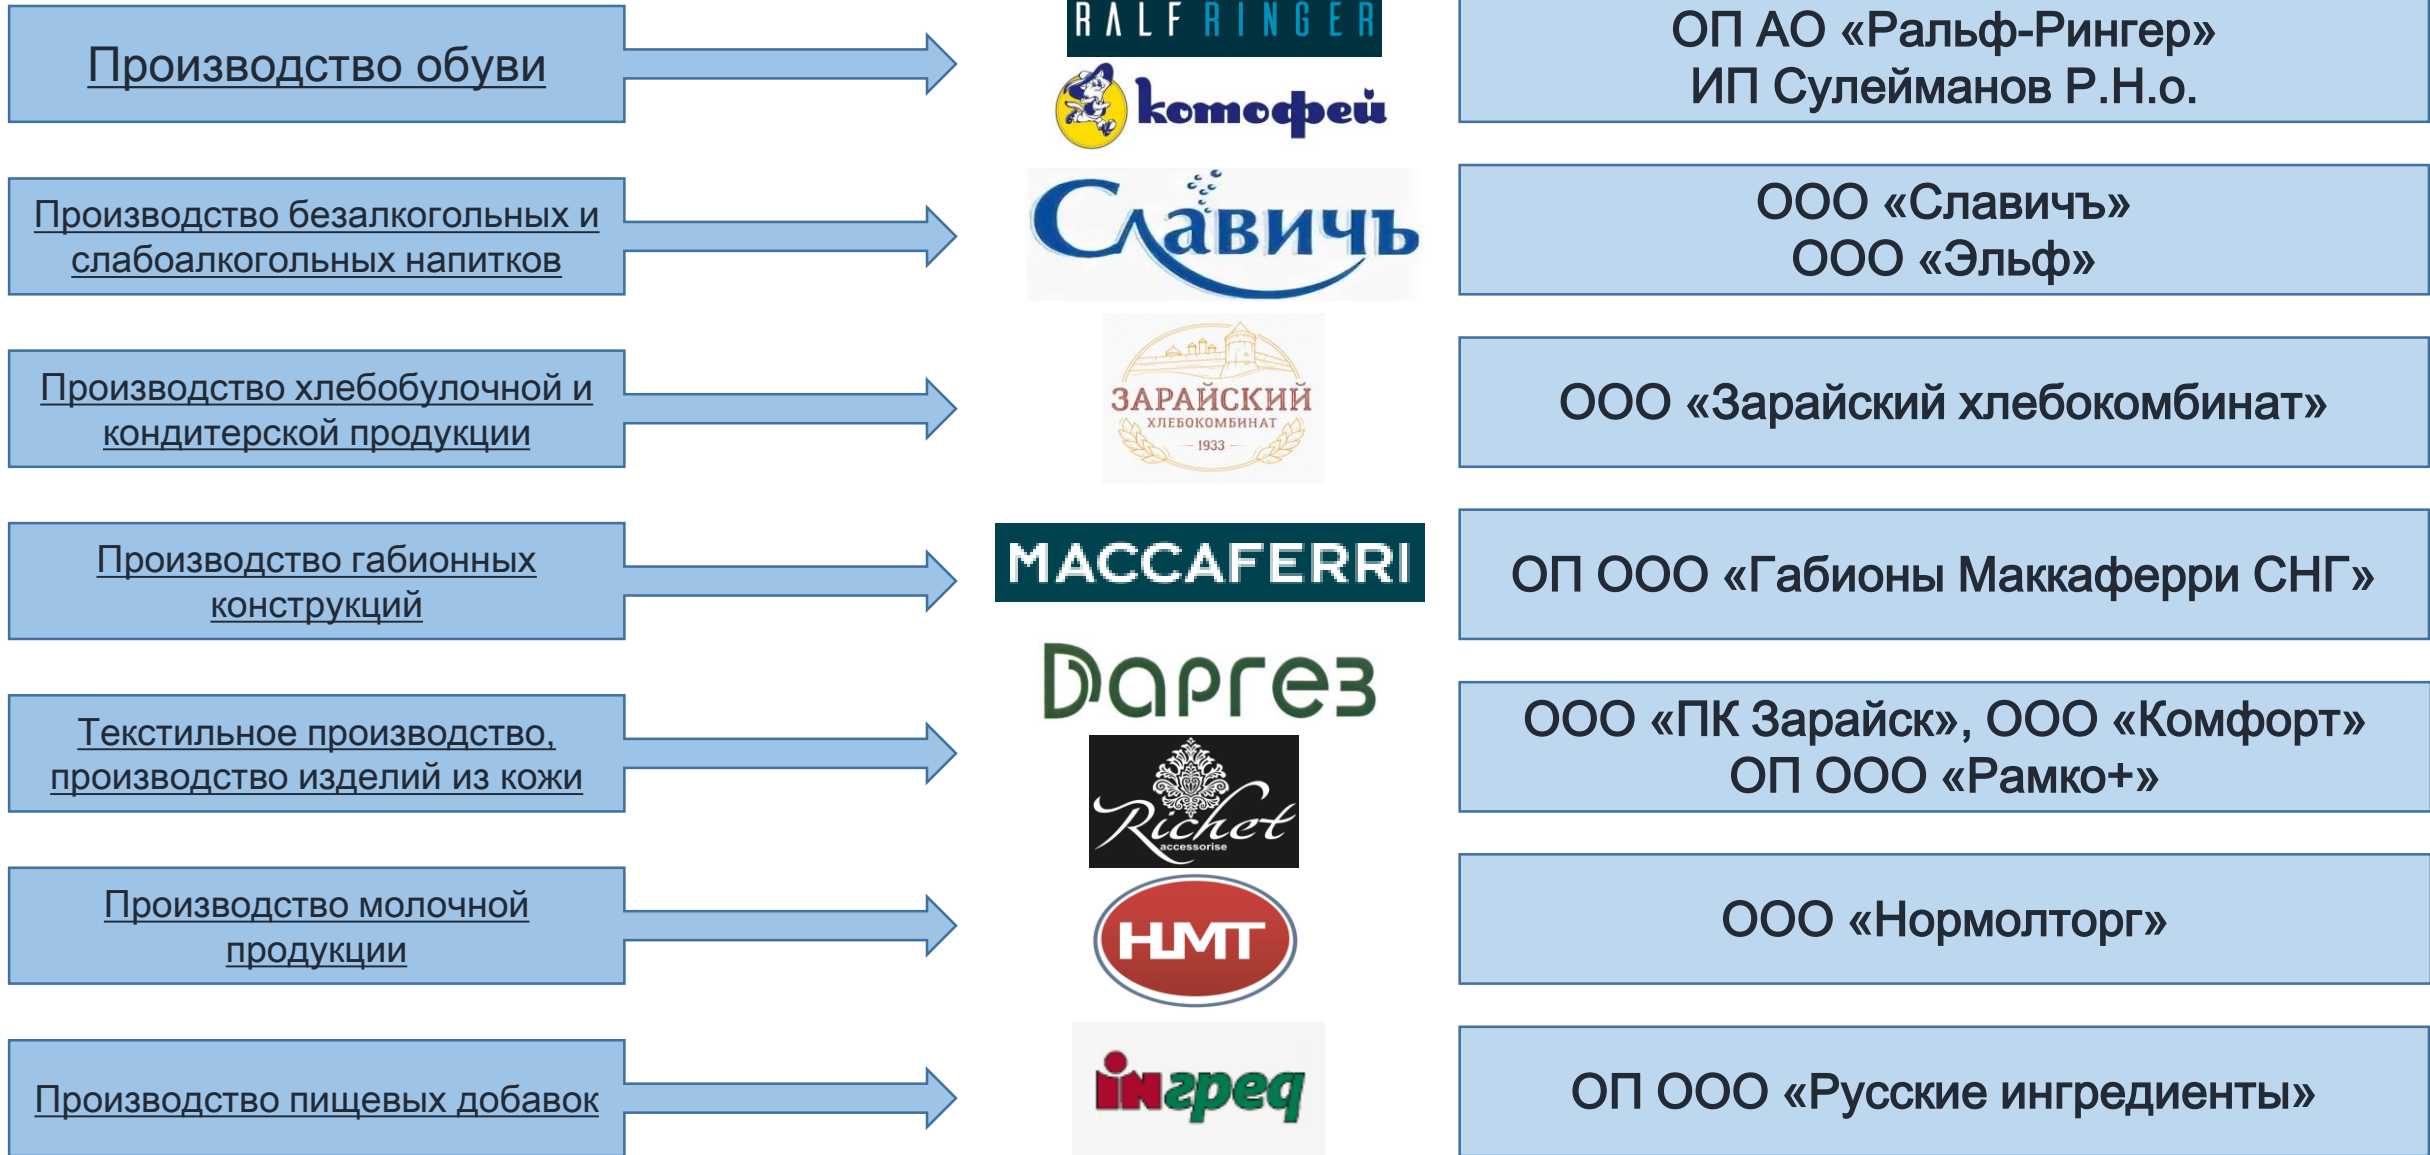 Производство обуви
RALF RINGER
котофей
ОП АО «Ральф-Рингер»
ИП Сулейманов Р.Н.о.
Производство безалкогольных и
слабоалкогольных напитков
Славичъ
ООО «Славичъ»
ООО «Эльф»
Производство хлебобулочной и
кондитерской продукции
ЗАРАЙСКИЙ
ХЛЕБОКОМБИНАТ
1933
ООО «Зарайский хлебокомбинат»
Производство габионных
конструкций
MACCAFERRI
ОП ООО «Габионы Маккаферри СНГ»
Текстильное производство,
производство изделий из кожи
Даргез
Richet
accessorise
ООО «ПК Зарайск», ООО «Комфорт»
ОП ООО «Рамко+»
Производство молочной
продукции
НМТ
ООО «Нормолторг»
Производство пищевых добавок
iNгред
ОП ООО «Русские ингредиенты»